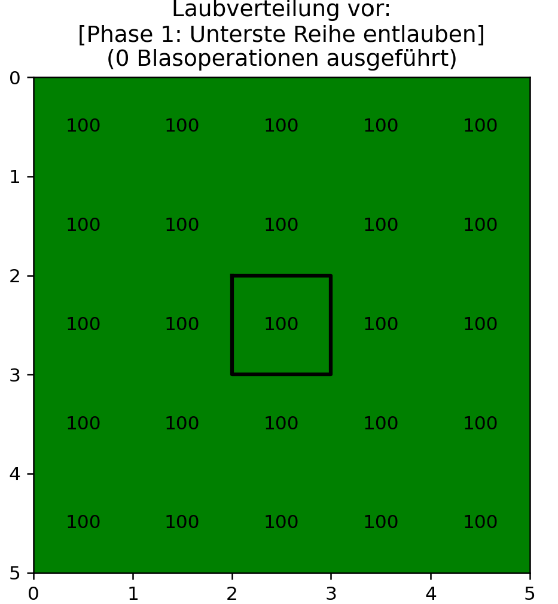 Laubverteilung vor:
[Phase 1: Unterste Reihe entlauben]
(0 Blasoperationen ausgeführt)
0
100 100 100 100 100
1
100 100 100 100 100
2
100 100 100 100 100
3
100 100 100 100 100
4
100 100 100 100 100
5
0 1 2 3 4 5